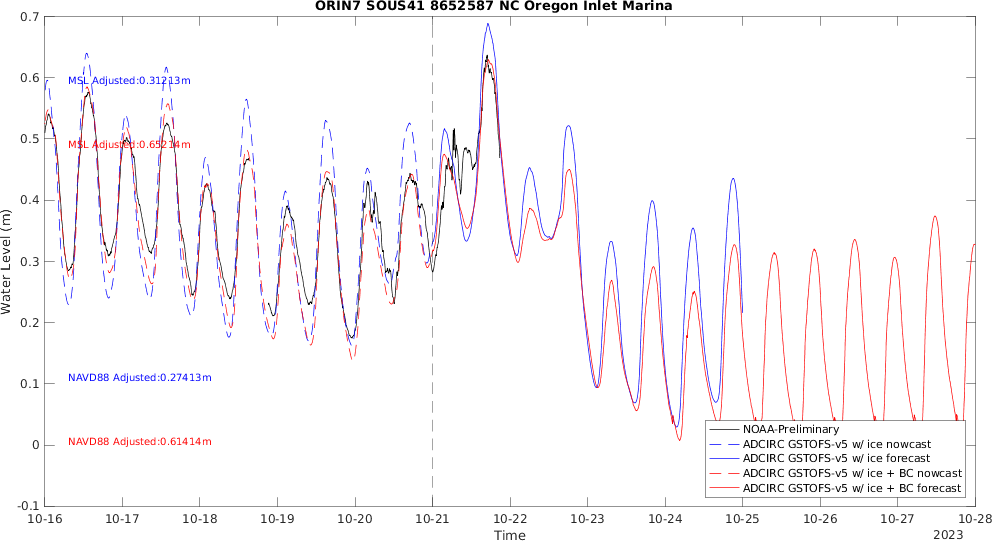 ORIN7 SOUS41 8652587 NC Oregon Inlet Marina
0.7
0.6
0.5
0.4
0.3
0.2
0.1
0
-0.1
Water Level (m)
MSL Adjusted:0.31213m
MSL Adjusted:0.65214m
NAVD88 Adjusted:0.27413m
NAVD88 Adjusted:0.61414m
NOAA-Preliminary
ADCIRC GSTOFS-v5 w/ ice nowcast
ADCIRC GSTOFS-v5 w/ ice forecast
ADCIRC GSTOFS-v5 w/ ice + BC nowcast
ADCIRC GSTOFS-v5 w/ ice + BC forecast
10-16 10-17 10-18 10-19 10-20 10-21 10-22 10-23 10-24 10-25 10-26 10-27 10-28
Time
2023